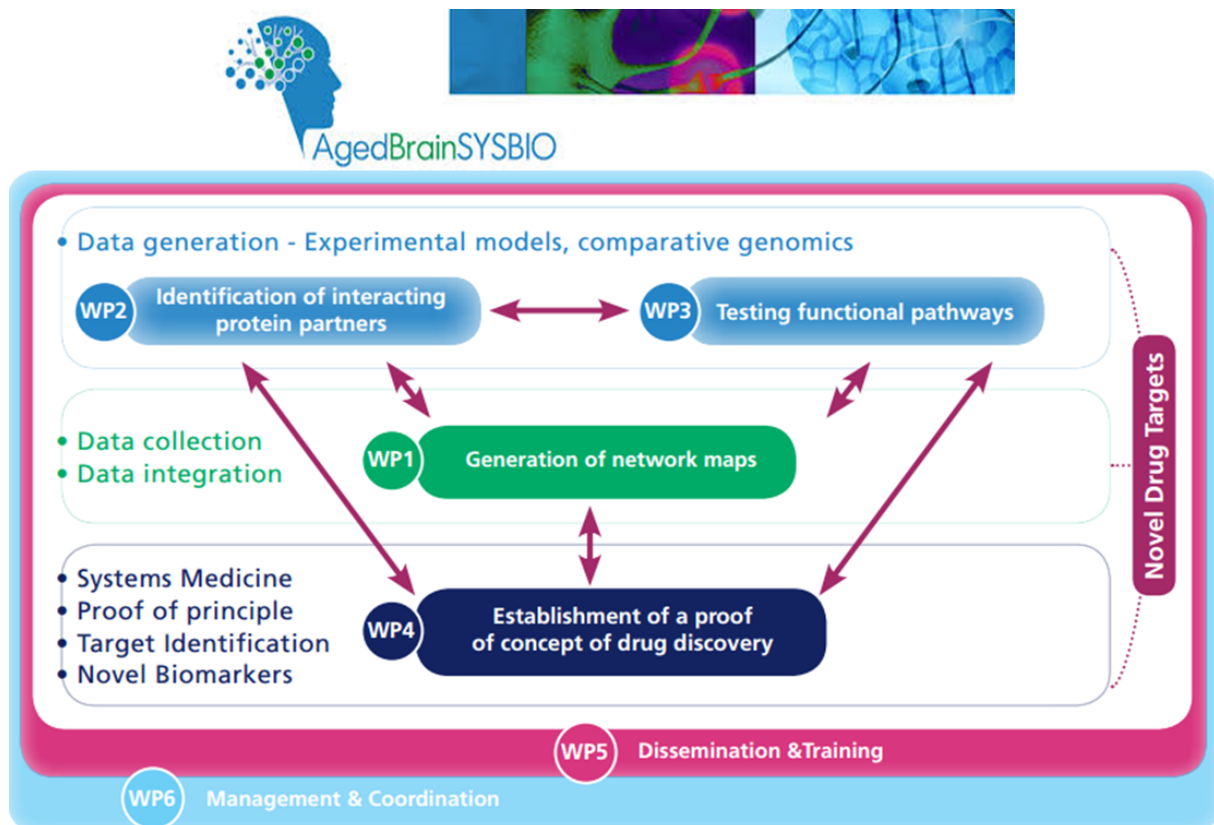 AgedBrainSYSBIO
• Data generation - Experimental models, comparative genomics
WP2
Identification of interacting
protein partners
WP3
Testing functional pathways
• Data collection
• Data integration
WP1
Generation of network maps
• Systems Medicine
• Proof of principle
• Target Identification
• Novel Biomarkers
WP4
Establishment of a proof
of concept of drug discovery
Novel Drug Targets
WP5
Dissemination &Training
WP6
Management & Coordination